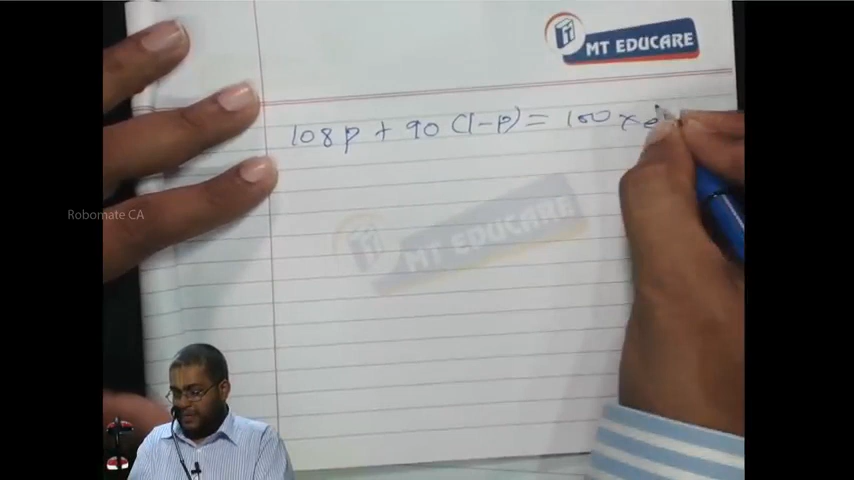 MT EDUCARE
108p + 90 (1-p) = 100 x e
Robomate CA
MT EDUCARE